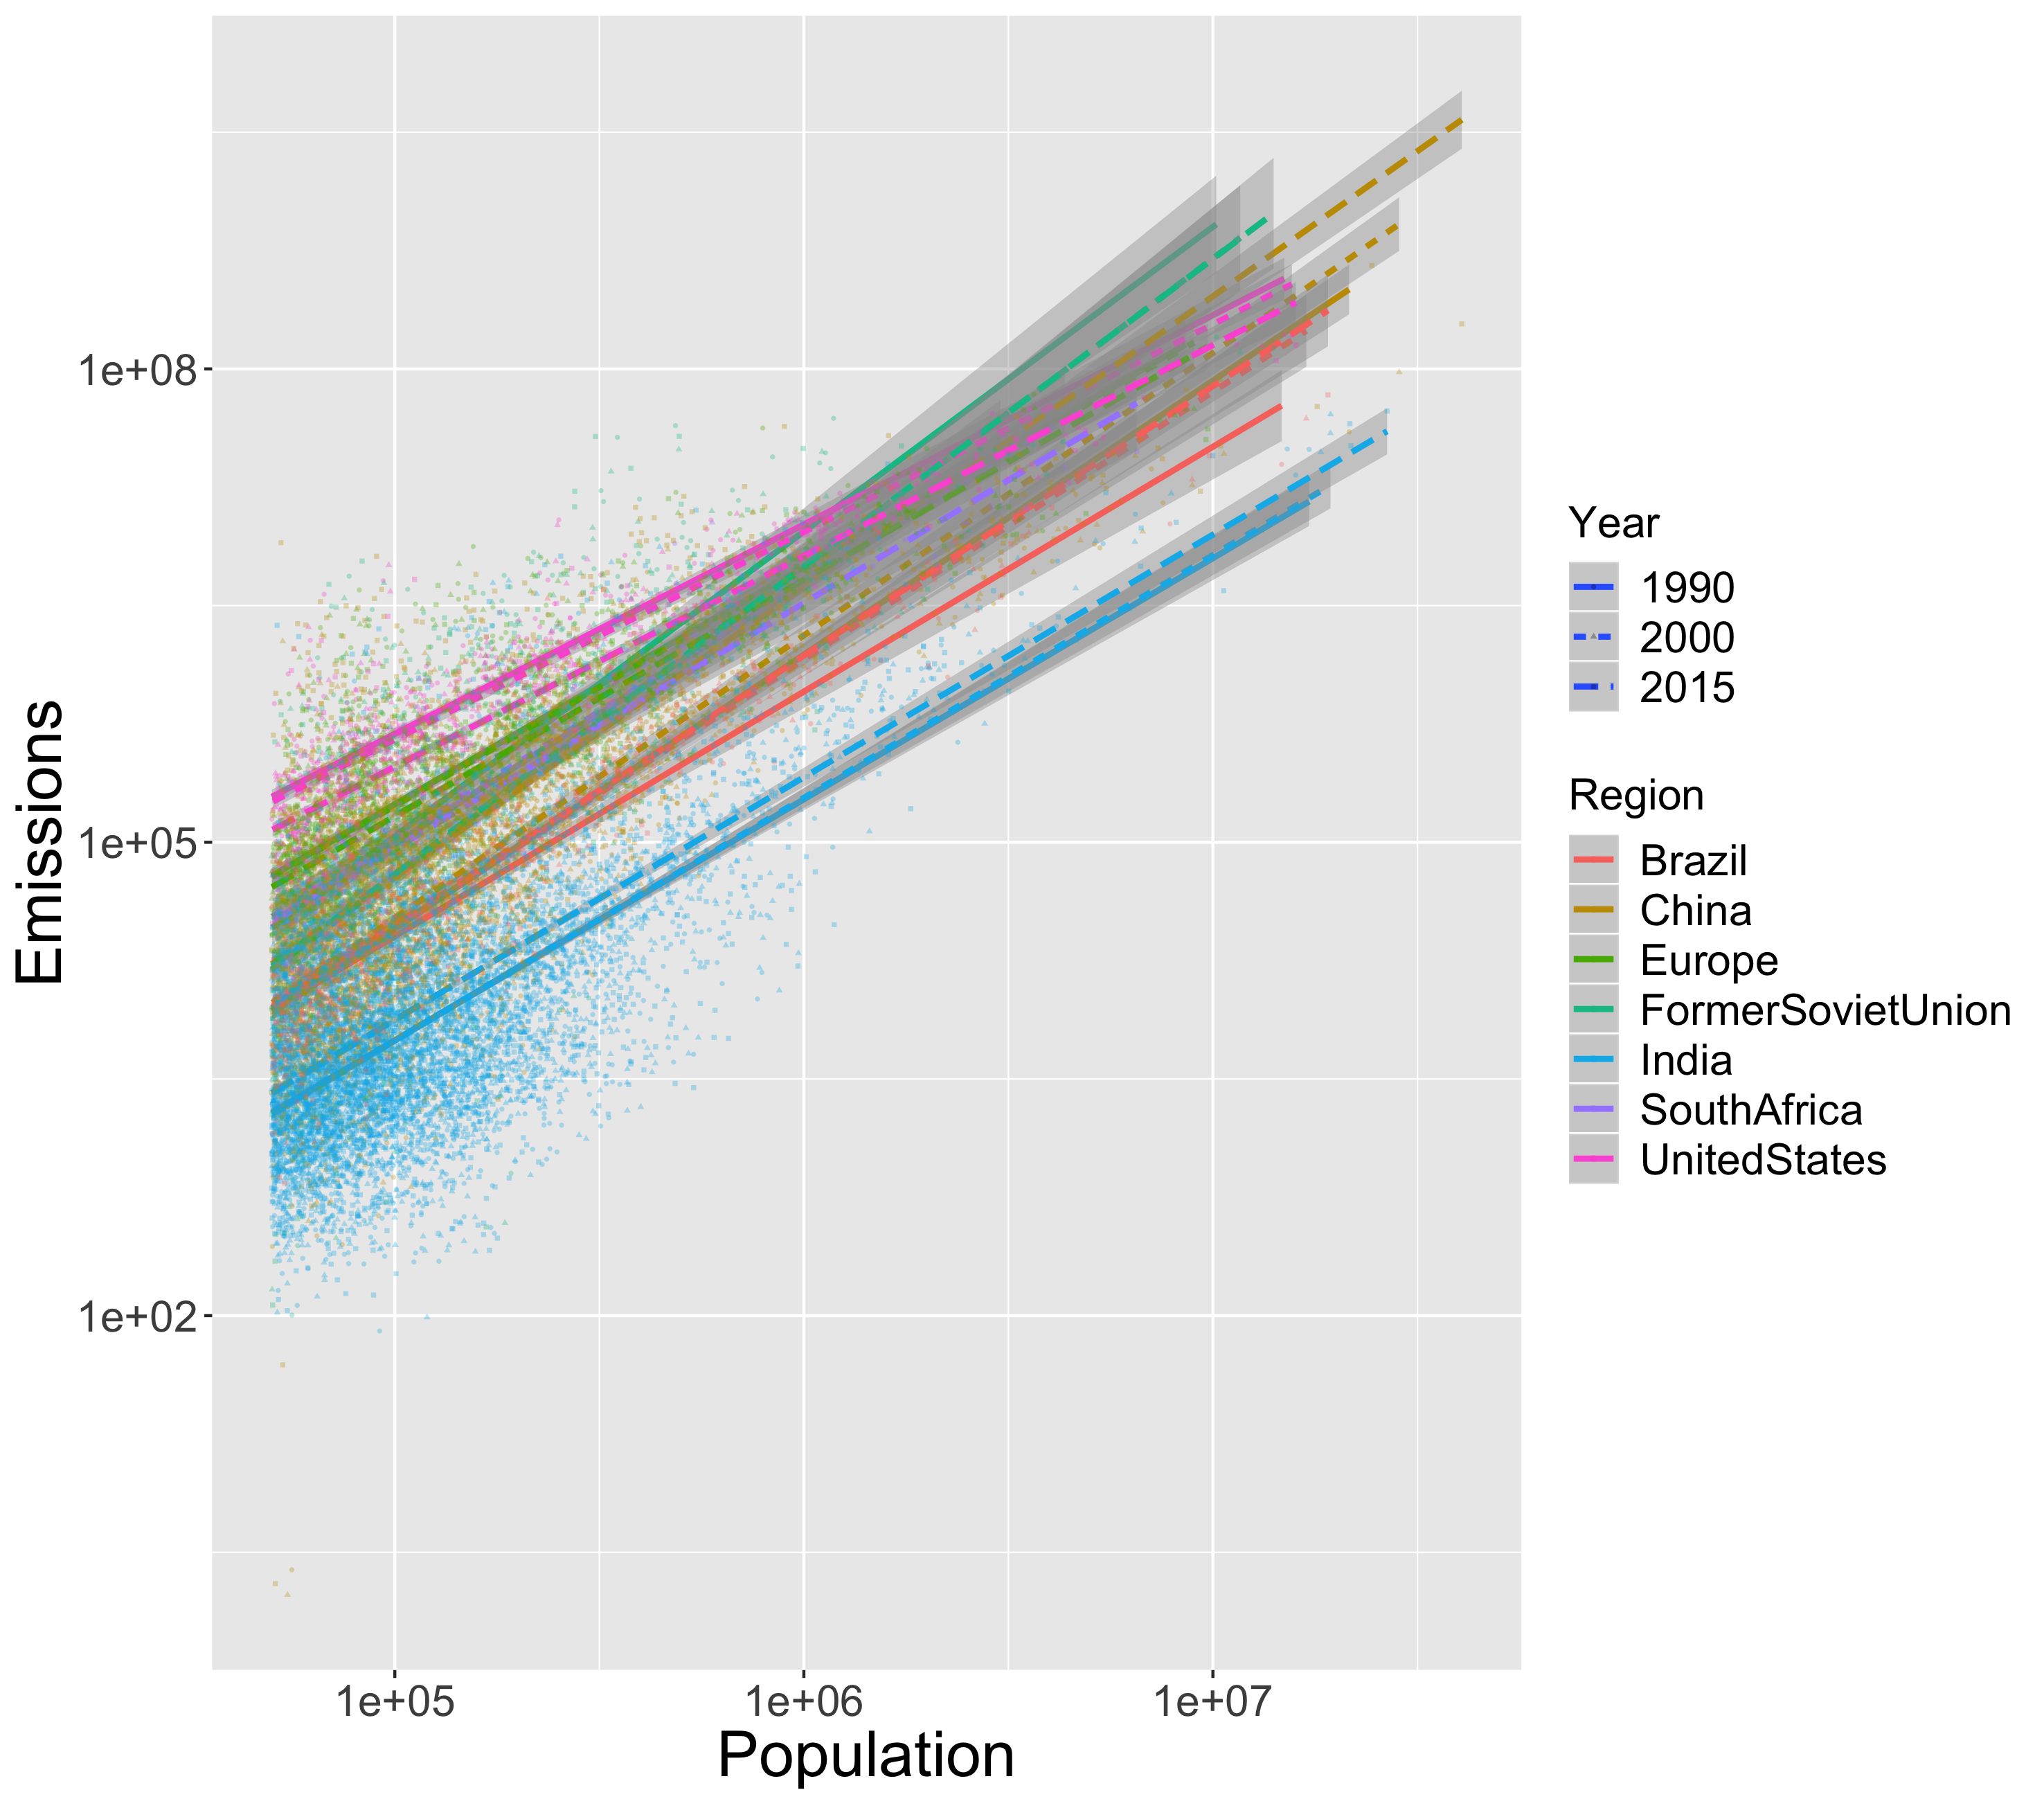 Emissions
1e+08
1e+05
1e+02
1e+05
1e+06
1e+07
Population
Year
1990
2000
2015
Region
Brazil
China
Europe
FormerSovietUnion
India
SouthAfrica
UnitedStates